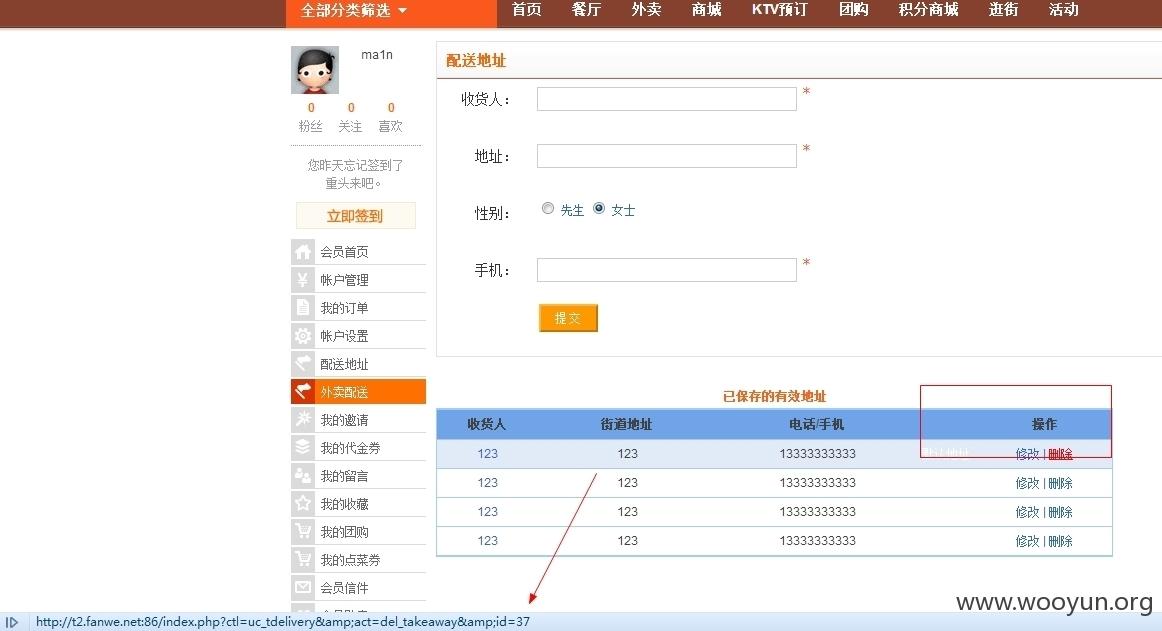 全部分类筛选 首页 餐厅 外卖 商城 KTV预订 团购 积分商城 逛街 活动
ma1n
0 0 0
粉丝 关注 喜欢
您昨天忘记签到了
重头来吧。
立即签到
会员首页
帐户管理
我的订单
帐户设置
配送地址
外卖配送
我的邀请
我的代金券
我的留言
我的收藏
我的团购
我的点菜券
会员信件
配送地址
收货人： *
地址： *
性别： 先生 女士
手机： *
提交
已保存的有效地址
收货人 街道地址 电话/手机 操作
123 123 13333333333 默认地址 修改 | 删除
123 123 13333333333 修改 | 删除
123 123 13333333333 修改 | 删除
123 123 13333333333 修改 | 删除
www.wooyun.org
http://t2.fanwe.net:86/index.php?ctl=uc_tdelivery&amp;act=del_takeaway&amp;id=37